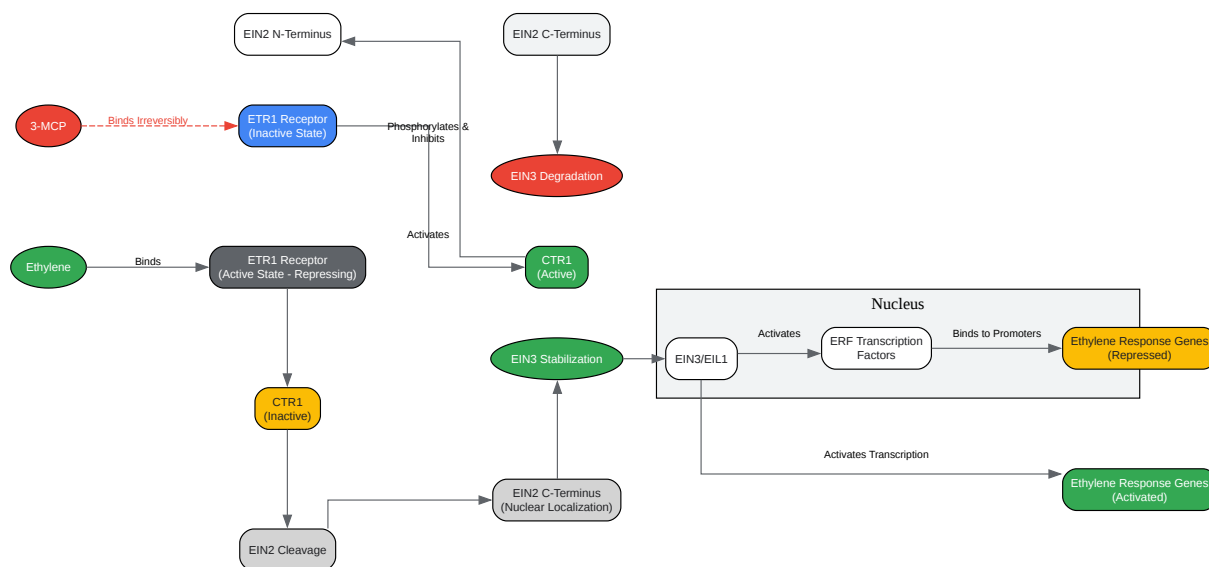 EIN2 N-Terminus
EIN2 C-Terminus
3-MCP
Binds Irreversibly
ETR1 Receptor
(Inactive State)
Phosphorylates &
Inhibits
EIN3 Degradation
Activates
Ethylene
Binds
ETR1 Receptor
(Active State - Repressing)
CTR1
(Active)
Nucleus
EIN3 Stabilization
EIN3/EIL1
Activates
ERF Transcription
Factors
Binds to Promoters
Ethylene Response Genes
(Repressed)
CTR1
(Inactive)
Activates Transcription
Ethylene Response Genes
(Activated)
EIN2 C-Terminus
(Nuclear Localization)
EIN2 Cleavage